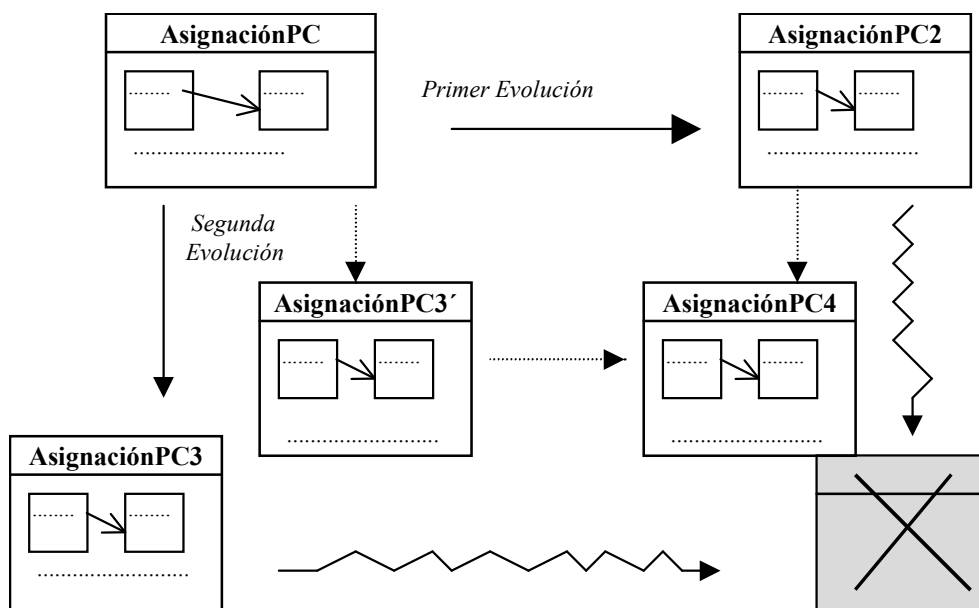 AsignaciónPC
AsignaciónPC2
Primer Evolución
Segunda
Evolución
AsignaciónPC3´
AsignaciónPC4
AsignaciónPC3